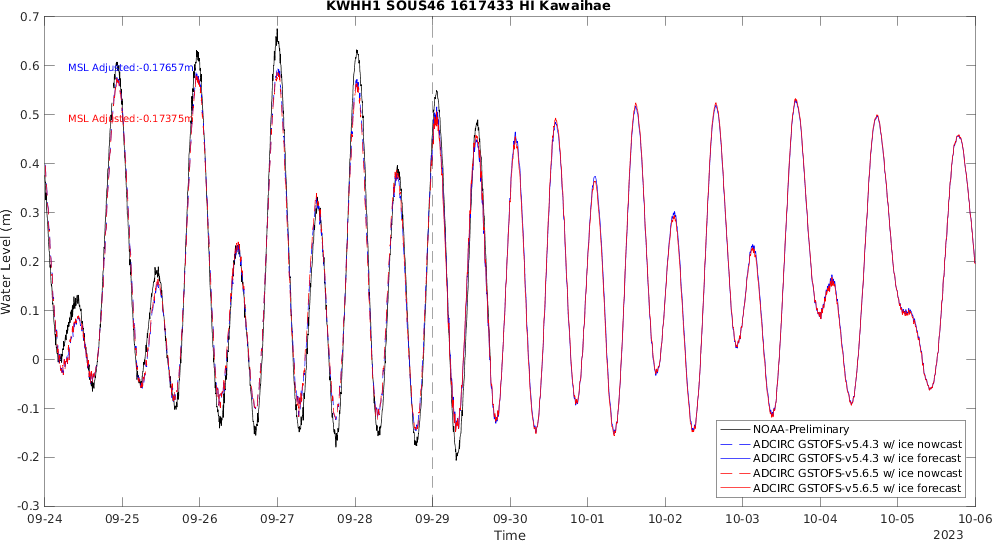 KWHH1 SOUS46 1617433 HI Kawaihae
0.7
0.6
0.5
0.4
0.3
0.2
0.1
0
-0.1
-0.2
-0.3
Water Level (m)
MSL Adjusted:-0.17657m
MSL Adjusted:-0.17375m
NOAA-Preliminary
ADCIRC GSTOFS-v5.4.3 w/ ice nowcast
ADCIRC GSTOFS-v5.4.3 w/ ice forecast
ADCIRC GSTOFS-v5.6.5 w/ ice nowcast
ADCIRC GSTOFS-v5.6.5 w/ ice forecast
09-24 09-25 09-26 09-27 09-28 09-29 09-30 10-01 10-02 10-03 10-04 10-05 10-06
Time
2023